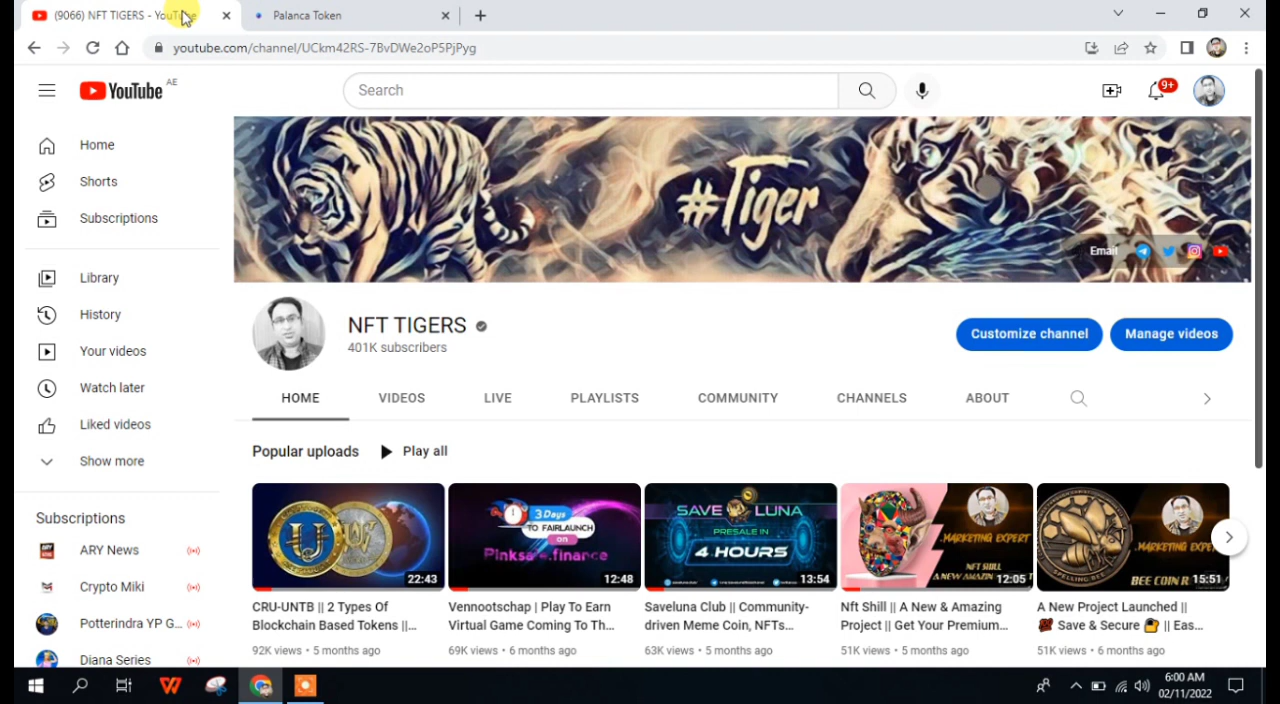 (9066) NFT TIGERS - YouTube
Palanca Token
youtube.com/channel/UCkm42RS-7BvDWe2oP5PjPyg
YouTube AE
Search
9+
Home
Shorts
Subscriptions
Library
History
Your videos
Watch later
Liked videos
Show more
Subscriptions
ARY News
Crypto Miki
Potterindra YP G...
Diana Series
#Tiger
Email
NFT TIGERS
401K subscribers
Customize channel
Manage videos
HOME VIDEOS LIVE PLAYLISTS COMMUNITY CHANNELS ABOUT
Popular uploads
Play all
22:43
CRU-UNTB || 2 Types Of
Blockchain Based Tokens ||...
92K views • 5 months ago
3 Days
TO FAIRLAUNCH
on
12:48
Vennootschap | Play To Earn
Virtual Game Coming To Th...
69K views • 6 months ago
SAVE LUNA
PRESALE IN
4 HOURS
13:54
Saveluna Club || Community-
driven Meme Coin, NFTs...
63K views • 5 months ago
MARKETING EXPERT
NFT SHILL
12:05
Nft Shill || A New & Amazing
Project || Get Your Premium...
51K views • 5 months ago
SPELLING BEE
BEE COIN R
15:51
A New Project Launched ||
💯 Save & Secure 🔐 || Eas...
51K views • 6 months ago
6:00 AM
02/11/2022